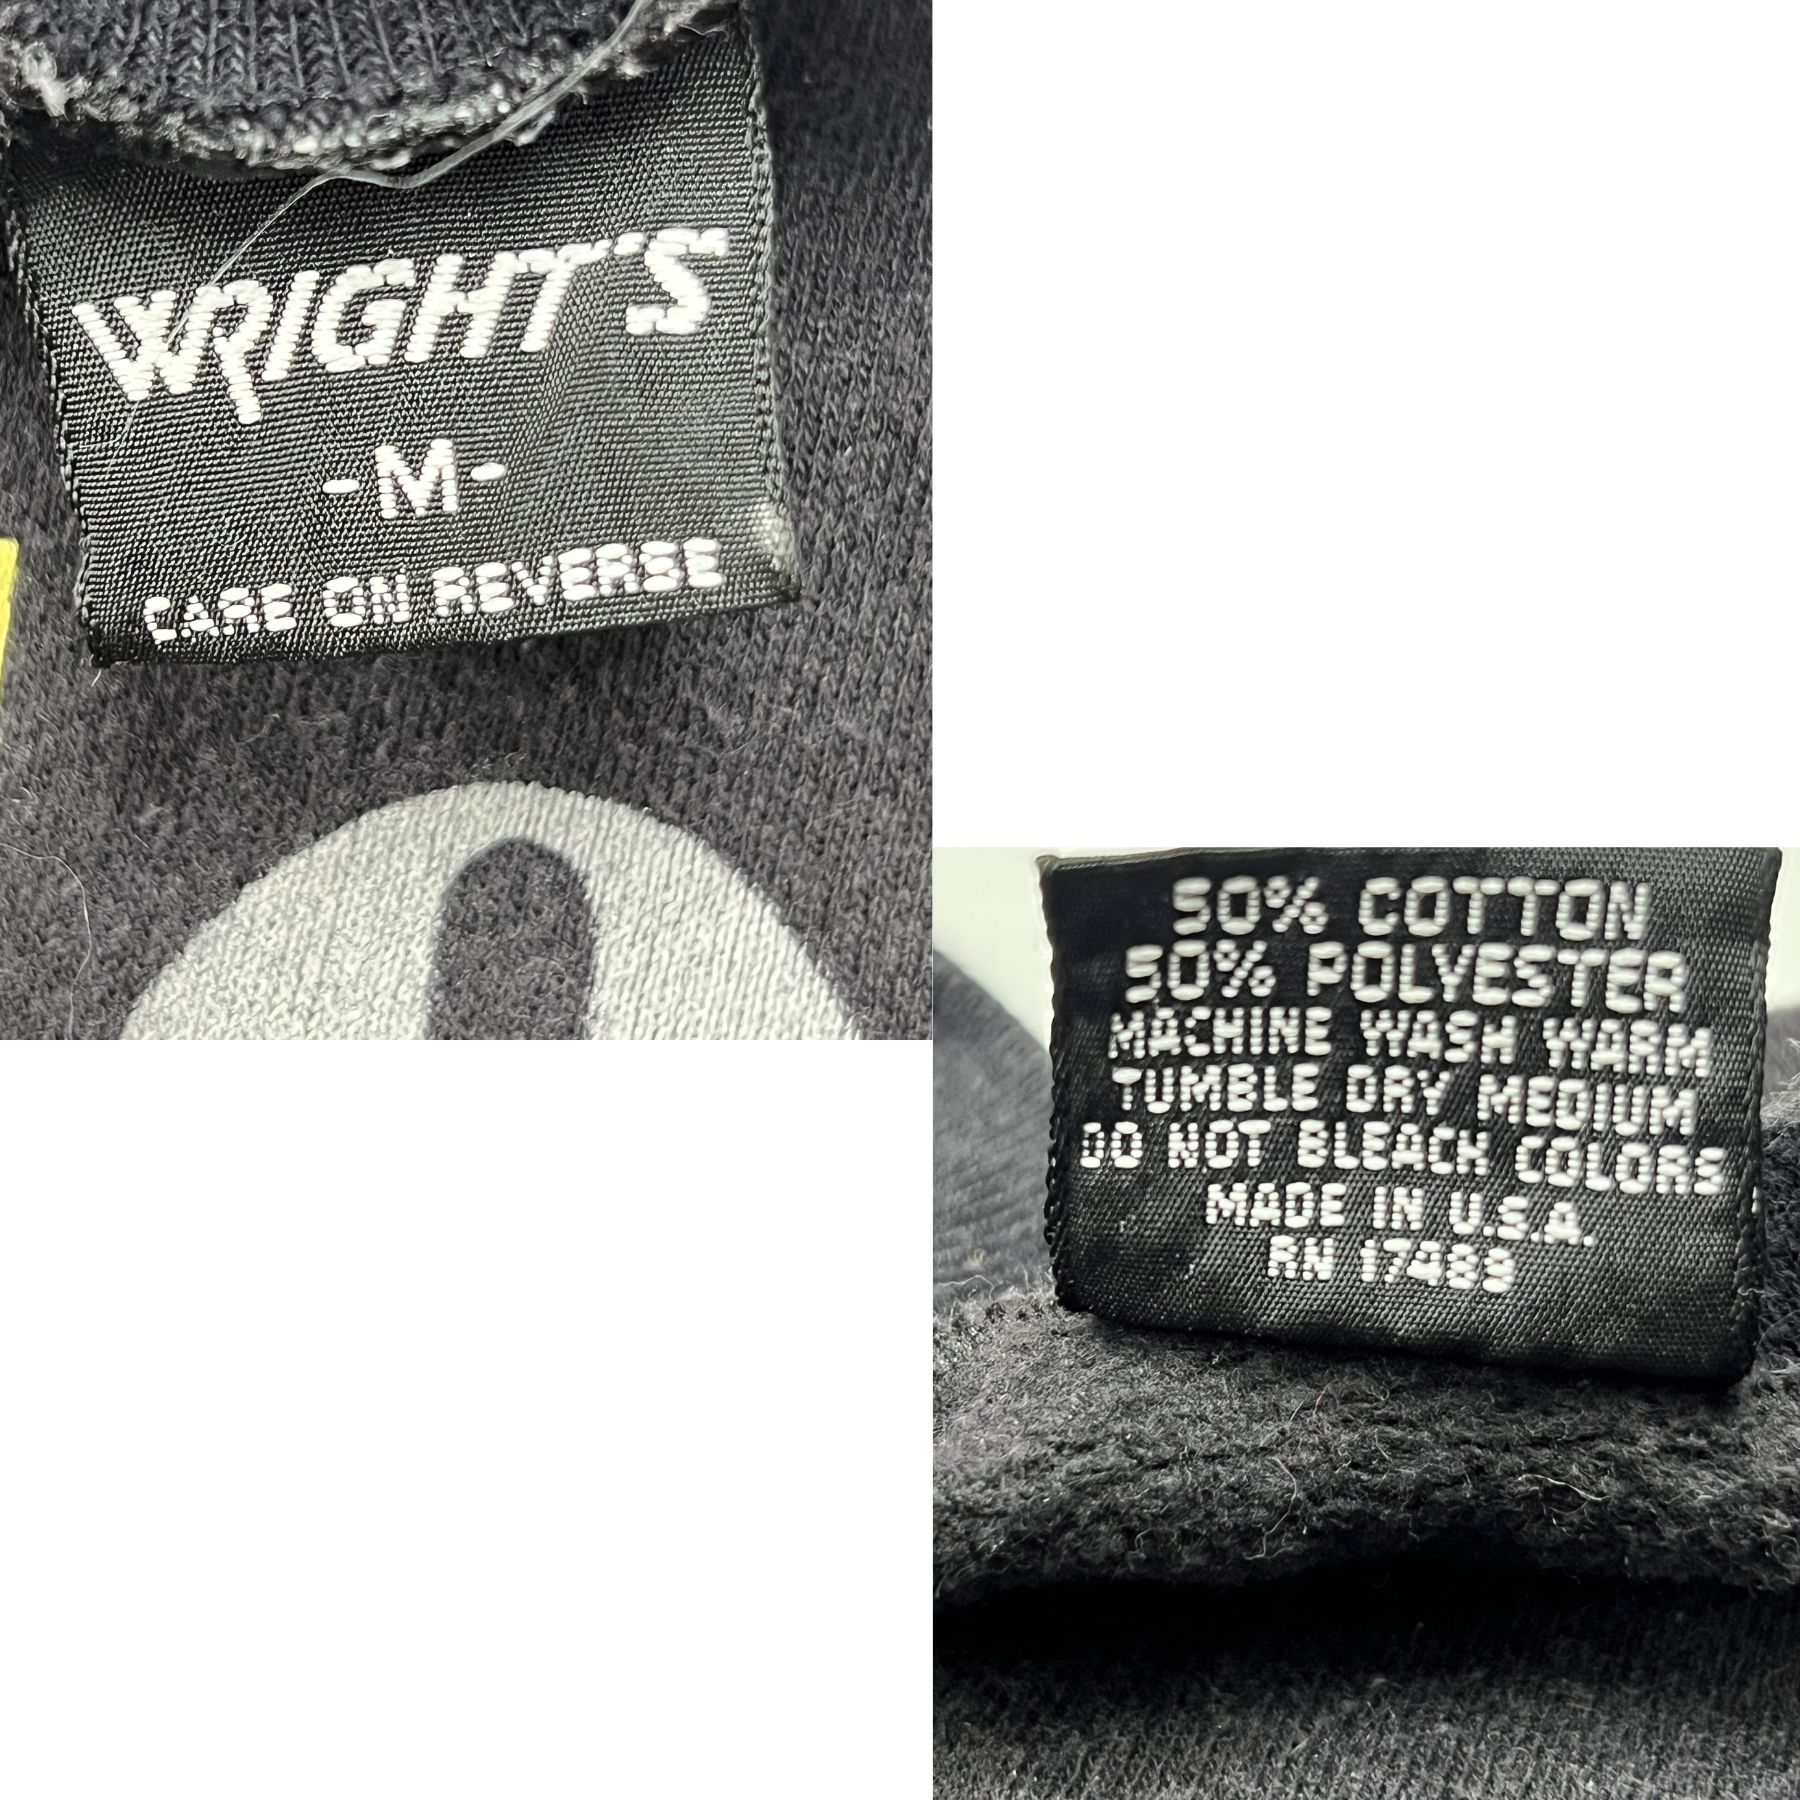 WRIGHT'S
-M-
CARE ON REVERSE
50% COTTON
50% POLYESTER
MACHINE WASH WARM
TUMBLE DRY MEDIUM
DO NOT BLEACH COLORS
MADE IN U.S.A.
RN 17488